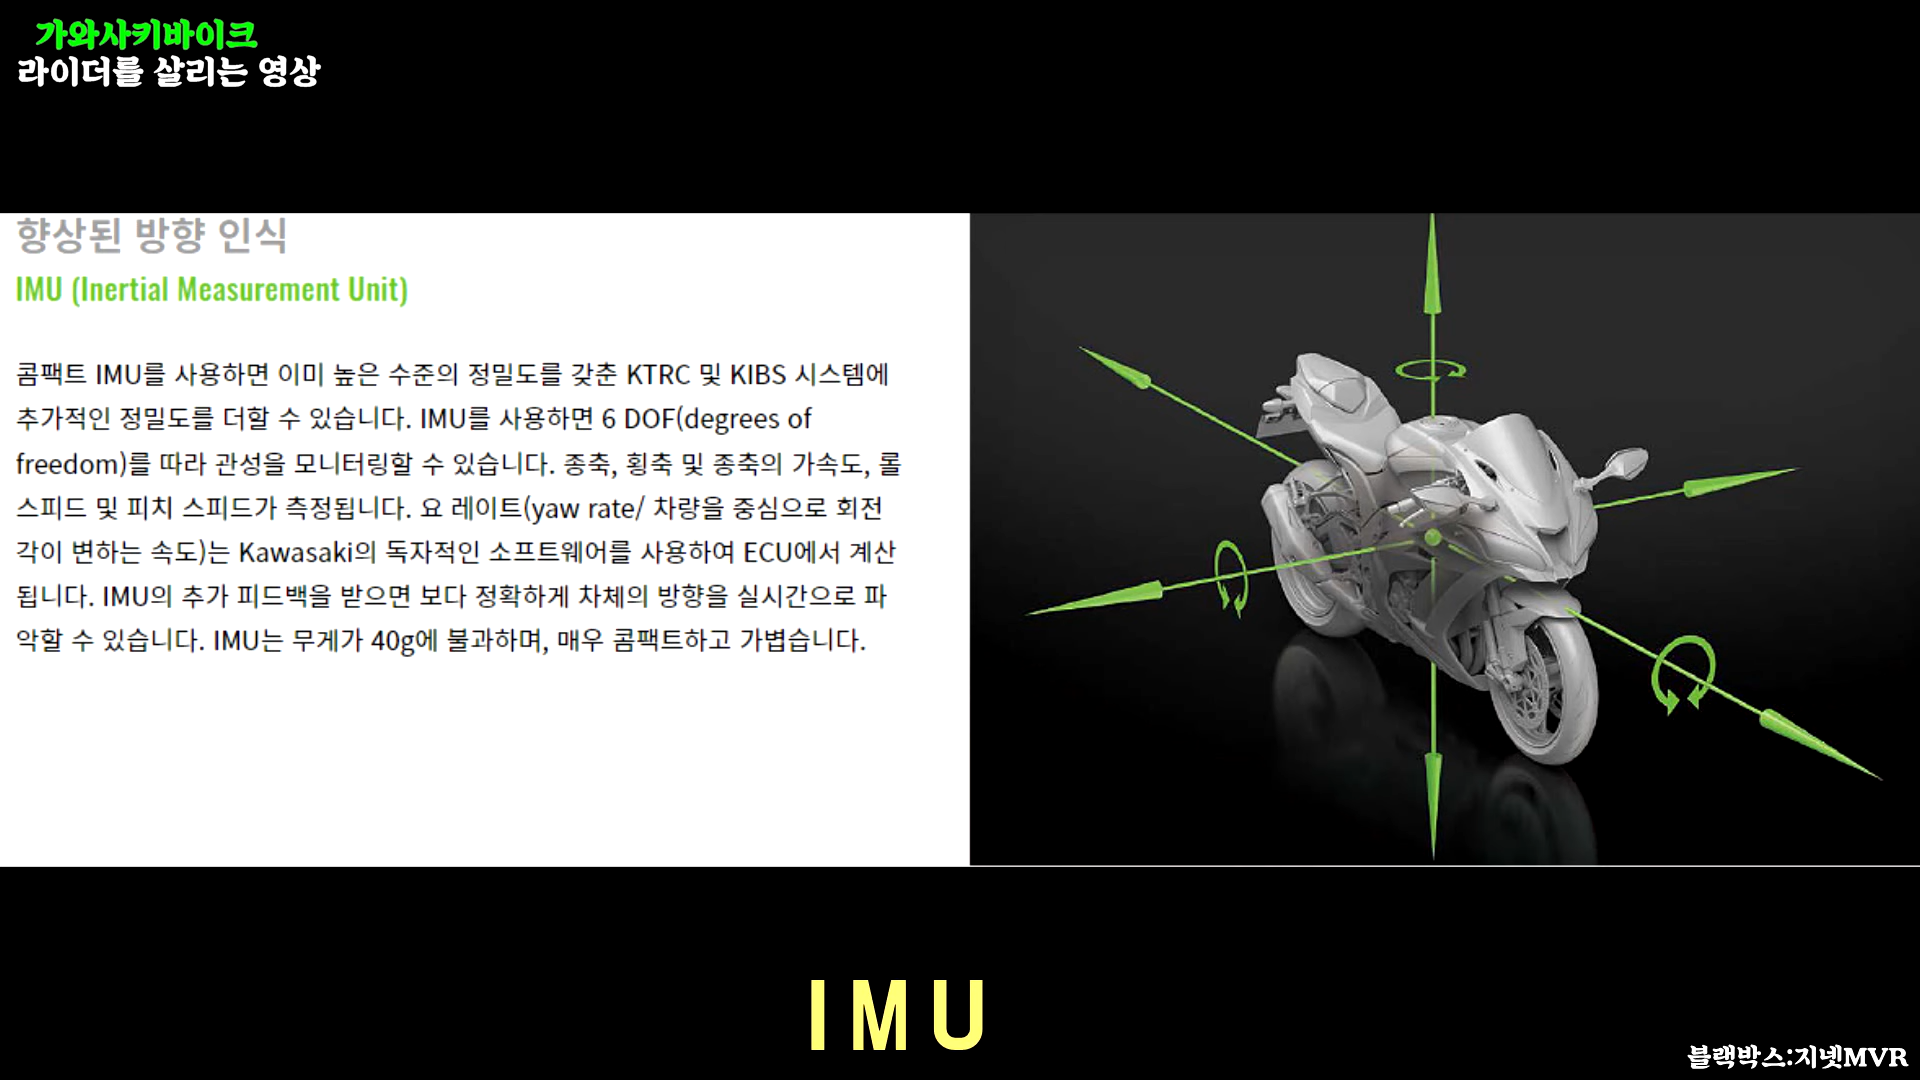 가와사키바이크
라이더를 살리는 영상
향상된 방향 인식
IMU (Inertial Measurement Unit)
콤팩트 IMU를 사용하면 이미 높은 수준의 정밀도를 갖춘 KTRC 및 KIBS 시스템에
추가적인 정밀도를 더할 수 있습니다. IMU를 사용하면 6 DOF(degrees of
freedom)를 따라 관성을 모니터링할 수 있습니다. 종축, 횡축 및 종축의 가속도, 롤
스피드 및 피치 스피드가 측정됩니다. 요 레이트(yaw rate/ 차량을 중심으로 회전
각이 변하는 속도)는 Kawasaki의 독자적인 소프트웨어를 사용하여 ECU에서 계산
됩니다. IMU의 추가 피드백을 받으면 보다 정확하게 차체의 방향을 실시간으로 파
악할 수 있습니다. IMU는 무게가 40g에 불과하며, 매우 콤팩트하고 가볍습니다.
IMU
블랙박스:지넷MVR